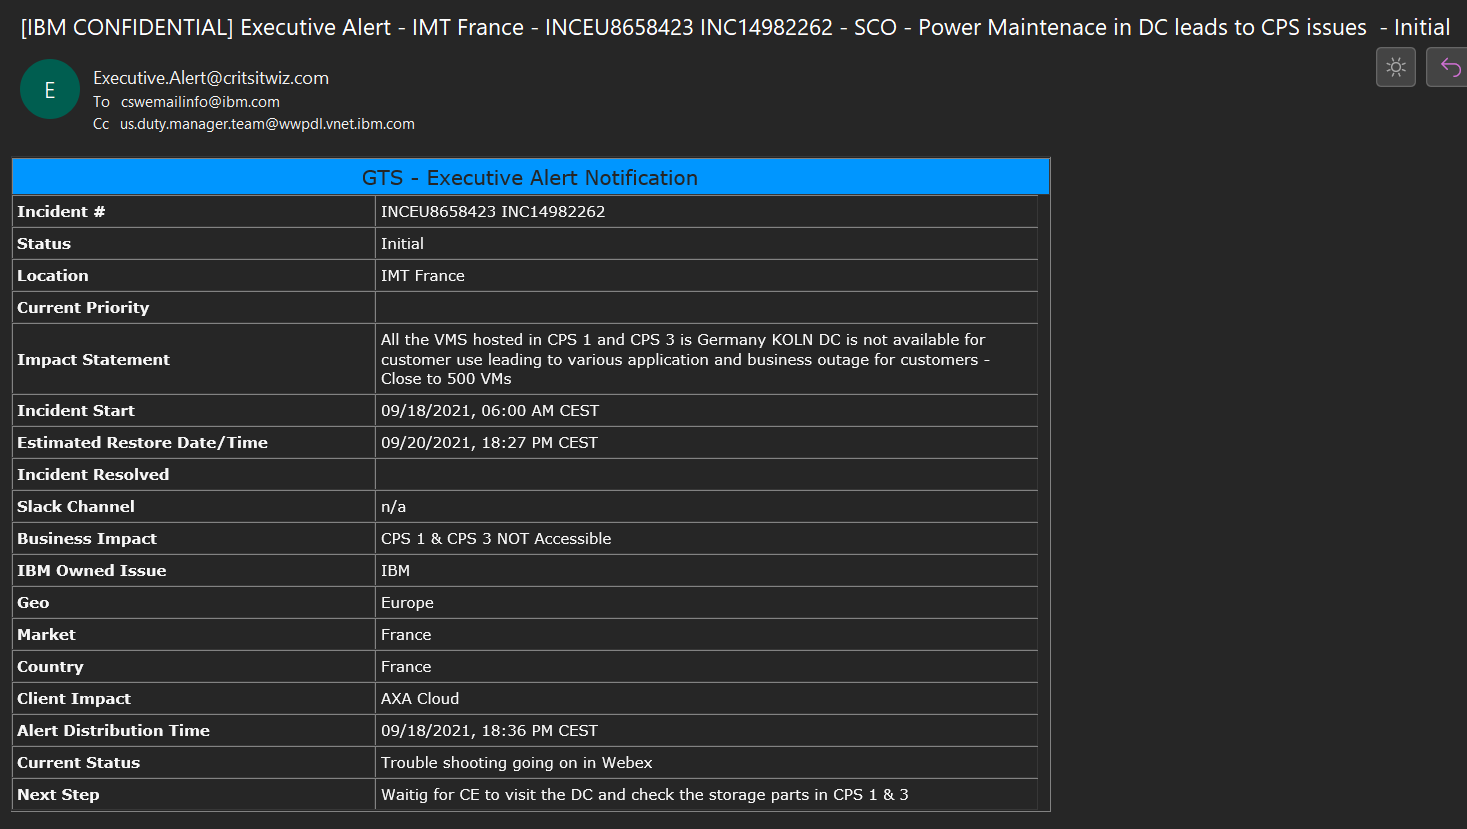 [IBM CONFIDENTIAL] Executive Alert - IMT France - INCEU8658423 INC14982262 - SCO - Power Maintenace in DC leads to CPS issues - Initial
E
Executive.Alert@critsitwiz.com
To cswemailinfo@ibm.com
Cc us.duty.manager.team@wwpdl.vnet.ibm.com
GTS - Executive Alert Notification
Incident # INCEU8658423 INC14982262
Status Initial
Location IMT France
Current Priority
Impact Statement All the VMS hosted in CPS 1 and CPS 3 is Germany KOLN DC is not available for
customer use leading to various application and business outage for customers -
Close to 500 VMs
Incident Start 09/18/2021, 06:00 AM CEST
Estimated Restore Date/Time 09/20/2021, 18:27 PM CEST
Incident Resolved
Slack Channel n/a
Business Impact CPS 1 & CPS 3 NOT Accessible
IBM Owned Issue IBM
Geo Europe
Market France
Country France
Client Impact AXA Cloud
Alert Distribution Time 09/18/2021, 18:36 PM CEST
Current Status Trouble shooting going on in Webex
Next Step Waitig for CE to visit the DC and check the storage parts in CPS 1 & 3